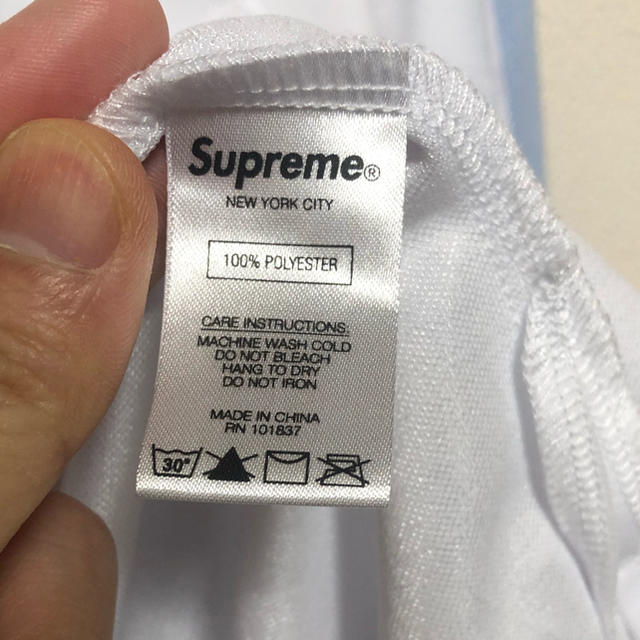 Supreme®
NEW YORK CITY
100% POLYESTER
CARE INSTRUCTIONS:
MACHINE WASH COLD
DO NOT BLEACH
HANG TO DRY
DO NOT IRON
MADE IN CHINA
RN 101837
30°